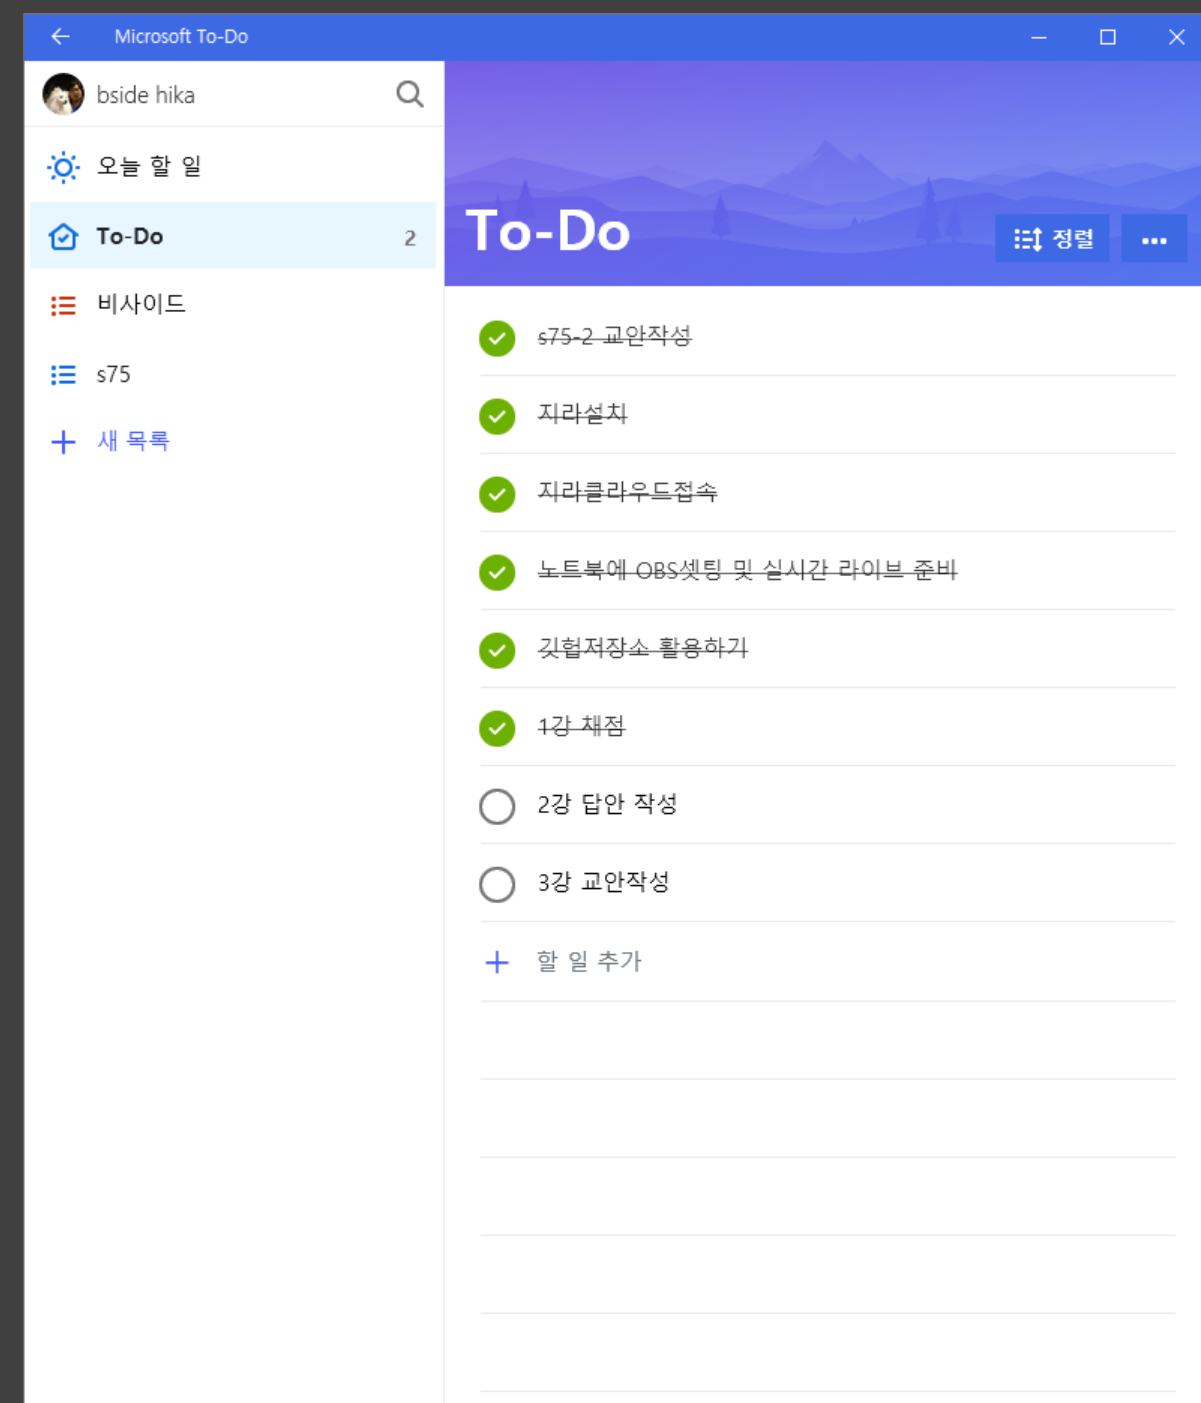 Microsoft To-Do
bside hika
오늘 할 일
To-Do 2
비사이드
s75
새 목록
To-Do
정렬
s75-2 교안작성
지라설치
지라클라우드접속
노트북에 OBS셋팅 및 실시간 라이브 준비
깃헙저장소 활용하기
1강 채점
2강 답안 작성
3강 교안작성
할 일 추가